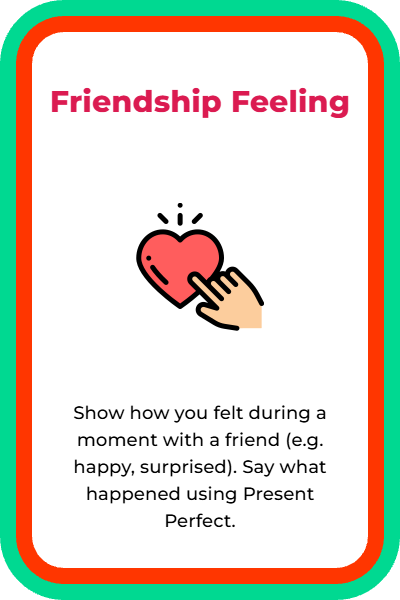 Friendship Feeling
Show how you felt during a
moment with a friend (e.g.
happy, surprised). Say what
happened using Present
Perfect.